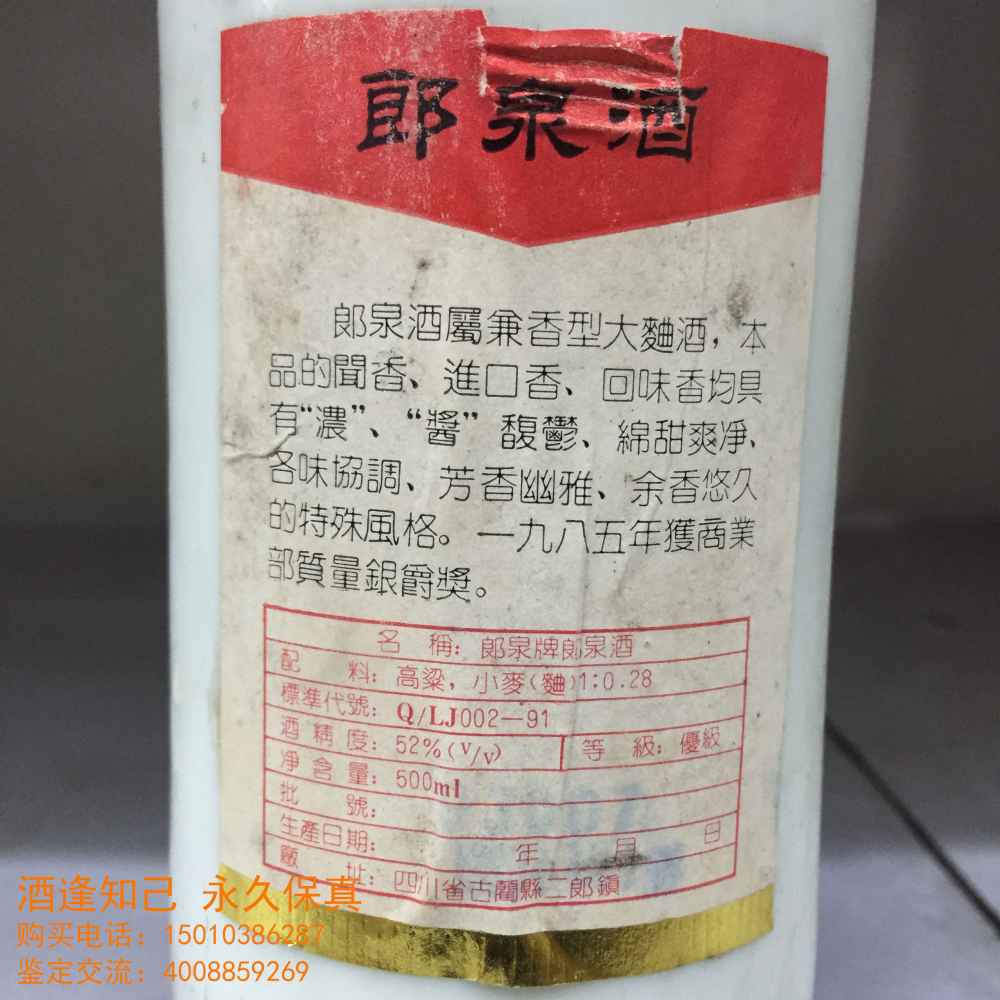 郎泉酒
郎泉酒屬兼香型大麯酒，本
品的聞香、進口香、回味香均具
有“濃”、“醬”馥鬱、綿甜爽净、
各味協調、芳香幽雅、余香悠久
的特殊風格。一九八五年獲商業
部質量銀爵獎。
名 稱：郎泉牌郎泉酒
配 料：高粱，小麥(麯)1:0.28
標準代號：Q/LJ002—91
酒精度：52%(V/v) 等 級：優級
净含量：500ml
批 號：
生產日期： 年 月 日
廠 址：四川省古藺縣二郎鎮
酒逢知己 永久保真
购买电话：15010386287
鉴定交流：4008859269